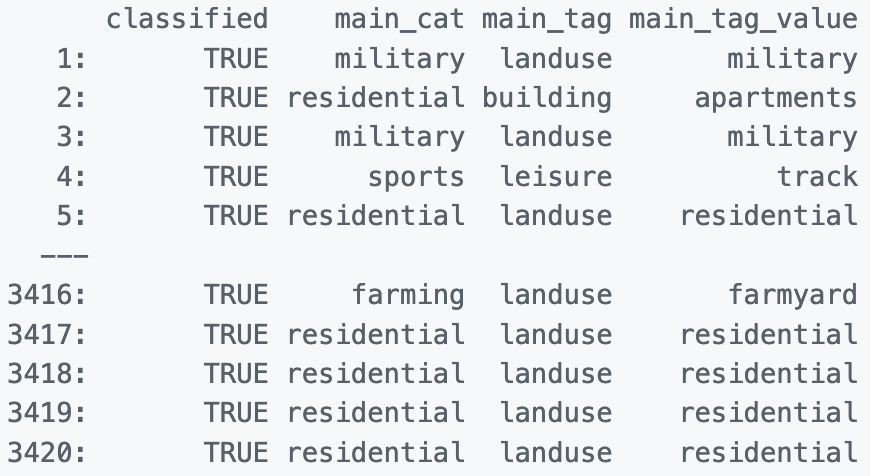 classified main_cat main_tag main_tag_value
1: TRUE military landuse military
2: TRUE residential building apartments
3: TRUE military landuse military
4: TRUE sports leisure track
5: TRUE residential landuse residential
---
3416: TRUE farming landuse farmyard
3417: TRUE residential landuse residential
3418: TRUE residential landuse residential
3419: TRUE residential landuse residential
3420: TRUE residential landuse residential